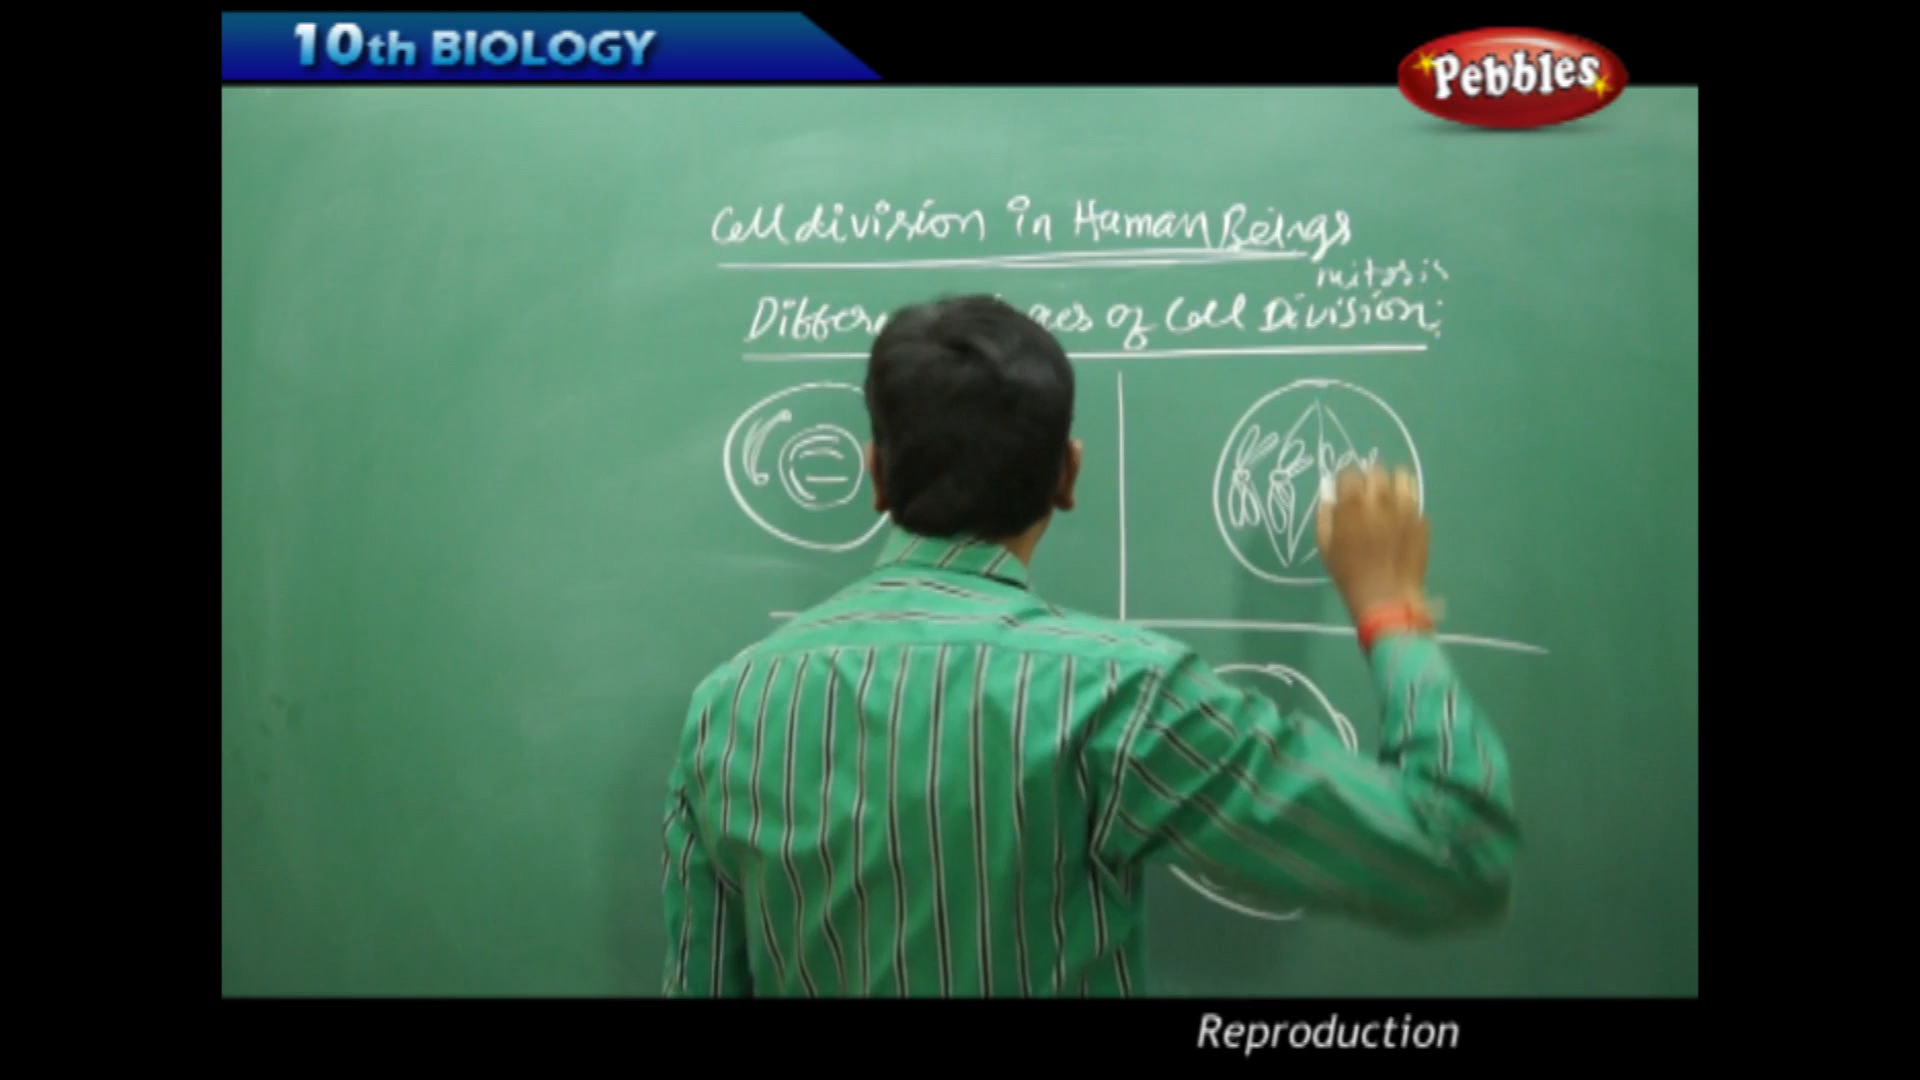 10th BIOLOGY
Pebbles
Cell division in Human Beings
mitosis
of Cell Division:
Reproduction